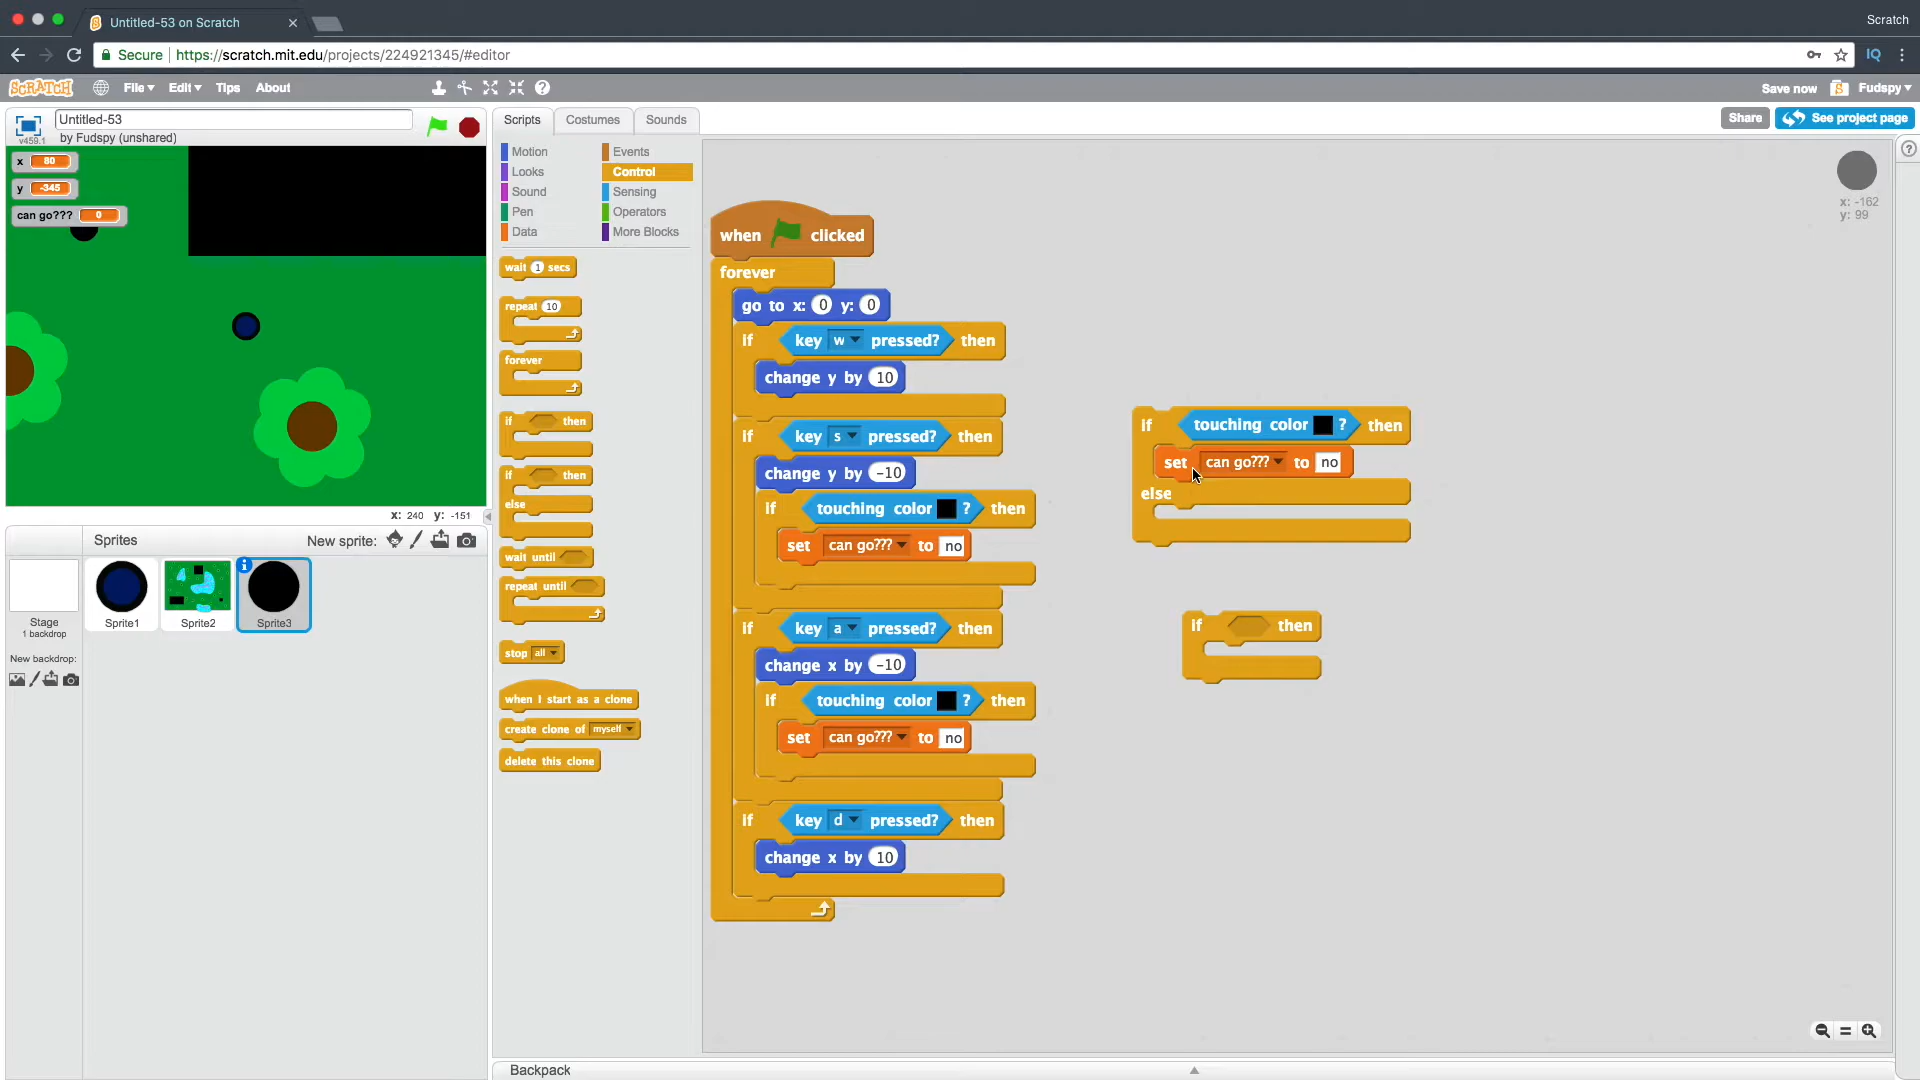 Untitled-53 on Scratch
Scratch
Secure https://scratch.mit.edu/projects/224921345/#editor
IQ
SCRATCH File Edit Tips About Save now Fudspy
Untitled-53
by Fudspy (unshared)
v459.1
Scripts Costumes Sounds
Share See project page
x 80
y -345
can go??? 0
Motion Events
Looks Control
Sound Sensing
Pen Operators
Data More Blocks
wait 1 secs
repeat 10
forever
if then
if then
else
wait until
repeat until
stop all
when I start as a clone
create clone of myself
delete this clone
when clicked
forever
go to x: 0 y: 0
if key w pressed? then
change y by 10
if key s pressed? then
change y by -10
if touching color ? then
set can go??? to no
if key a pressed? then
change x by -10
if touching color ? then
set can go??? to no
if key d pressed? then
change x by 10
if touching color ? then
set can go??? to no
else
if then
x: -162
y: 99
x: 240 y: -151
Sprites New sprite:
Stage
1 backdrop
New backdrop:
Sprite1 Sprite2 Sprite3
Backpack